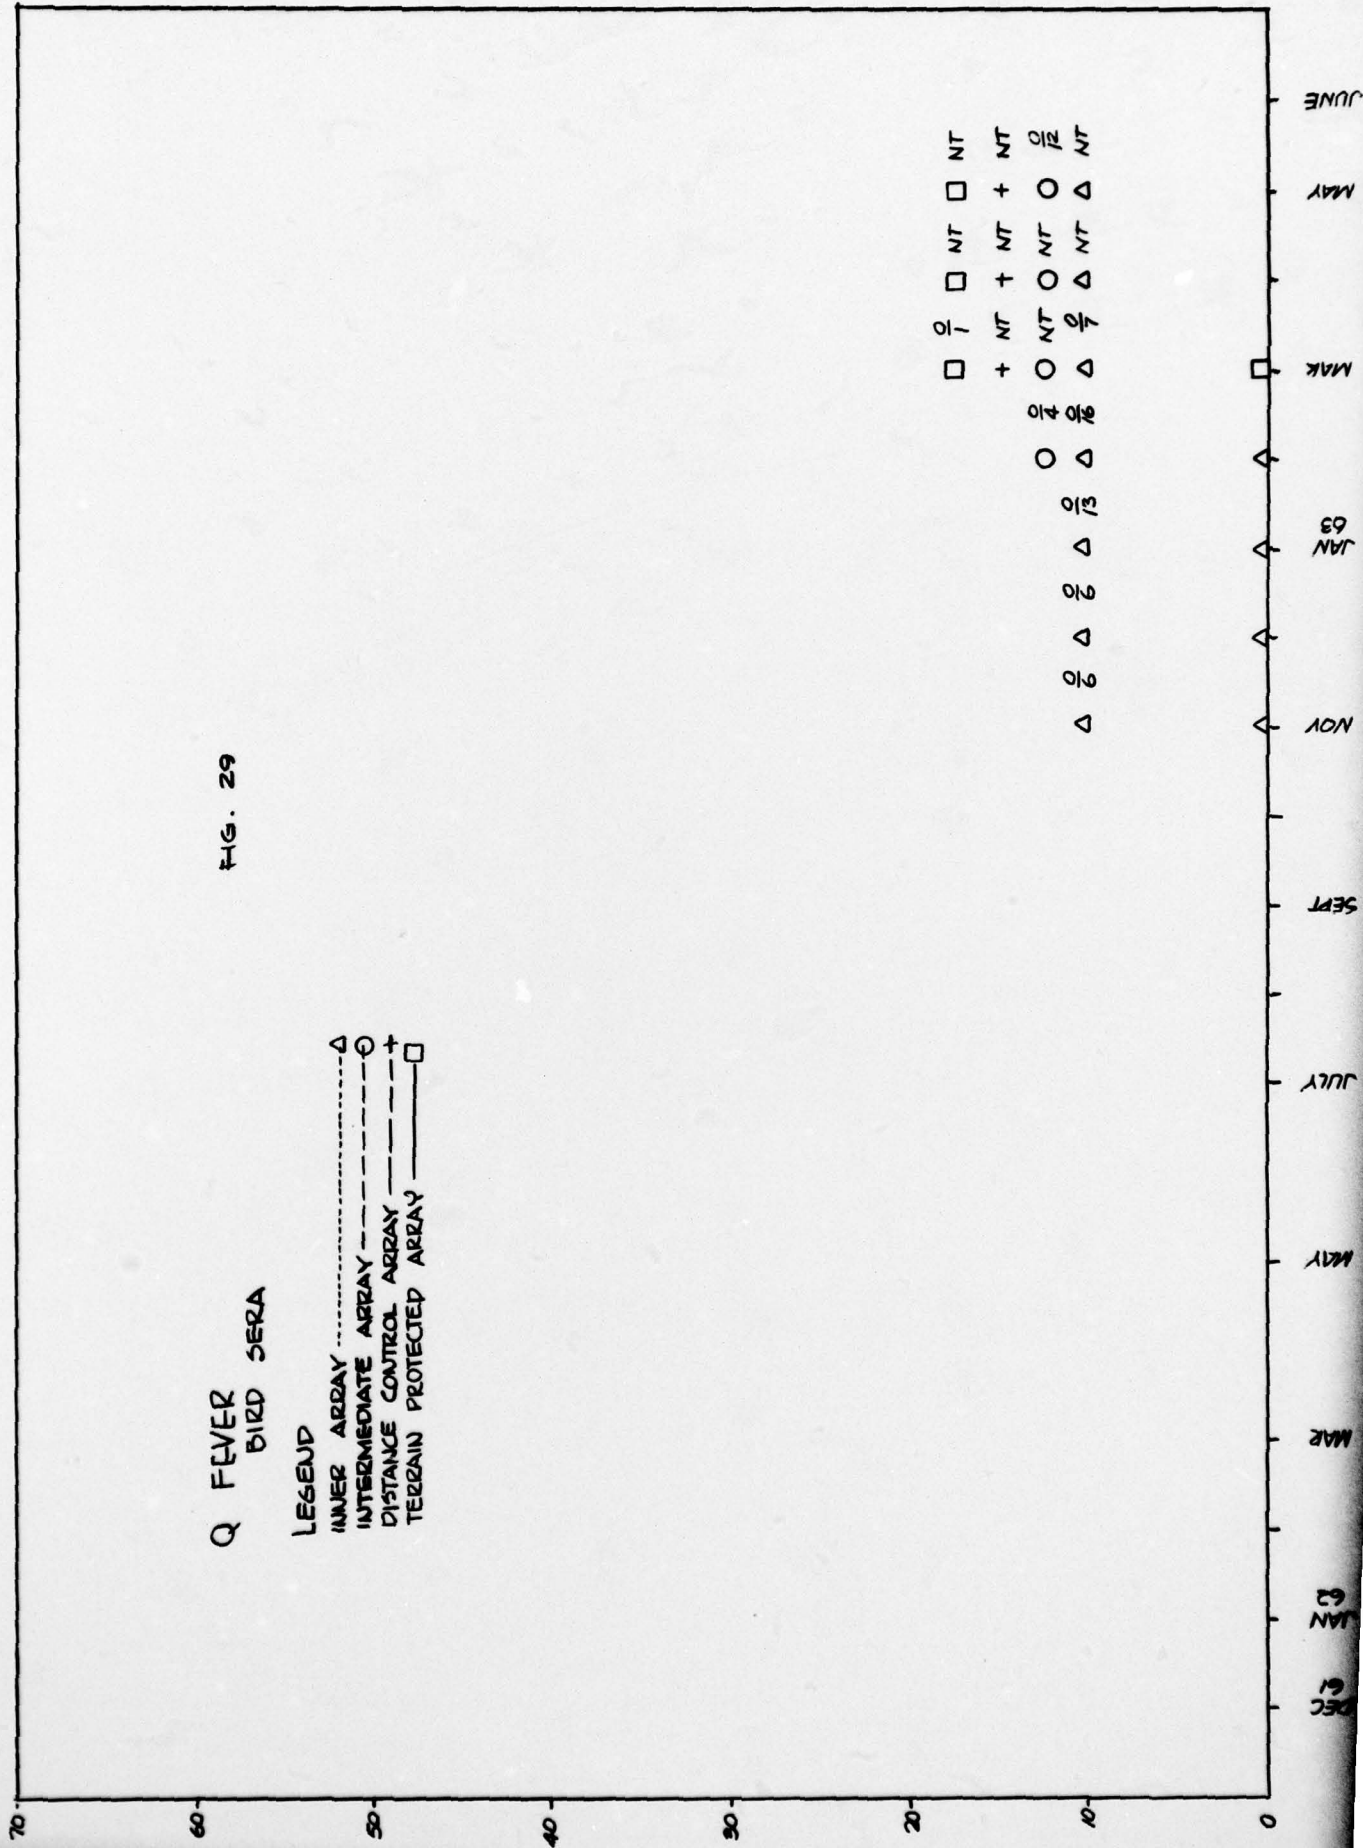 FIG. 29
Q FEVER
BIRD SERA
LEGEND
INNER ARRAY
INTERMEDIATE ARRAY
DISTANCE CONTROL ARRAY
TERRAIN PROTECTED ARRAY
70
60
50
40
30
20
10
0
0/1 NT NT
NT NT NT
0/4 NT NT 0/12
0/6 0/6 0/13 0/16 0/7 NT NT
DEC JAN MAR MAY JULY SEPT NOV JAN MAR MAY JUNE
61 62 63